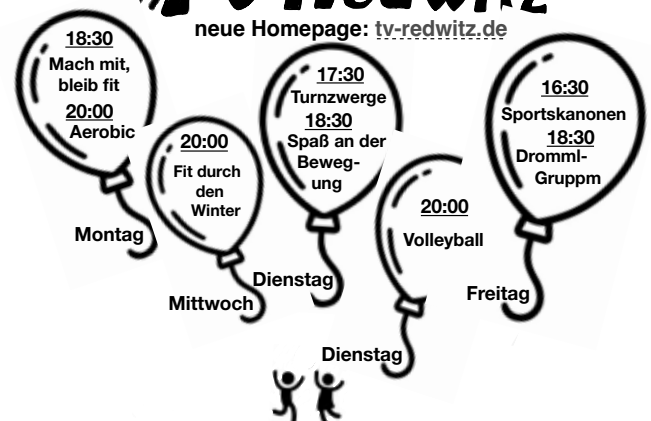 neue Homepage: tv-redwitz.de
18:30
Mach mit,
bleib fit
20:00
Aerobic
Montag
20:00
Fit durch
den
Winter
Mittwoch
17:30
Turnzwerge
18:30
Spaß an der
Beweg-
ung
Dienstag
20:00
Volleyball
Dienstag
16:30
Sportskanonen
18:30
Dromml-
Gruppm
Freitag